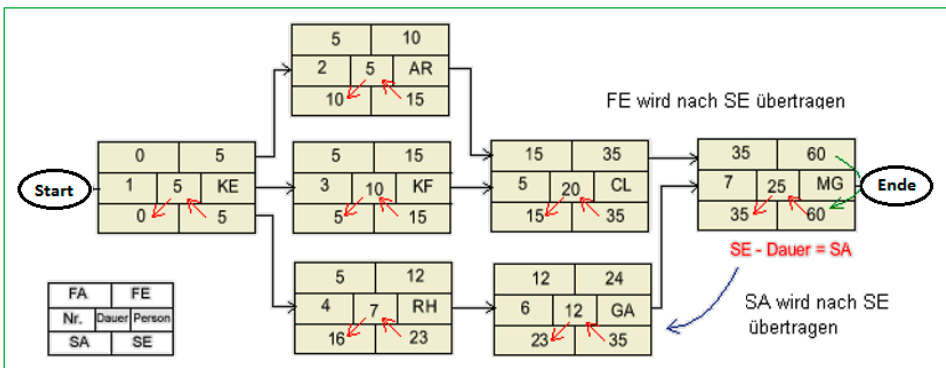 5 10
2 5 AR
10 15
FE wird nach SE übertragen
0 5
1 5 KE
0 5
Start
5 15
3 10 KF
5 15
15 35
5 20 CL
15 35
35 60
7 25 MG
35 60
Ende
SE - Dauer = SA
5 12
4 7 RH
16 23
12 24
6 12 GA
23 35
SA wird nach SE
übertragen
FA FE
Nr. Dauer Person
SA SE